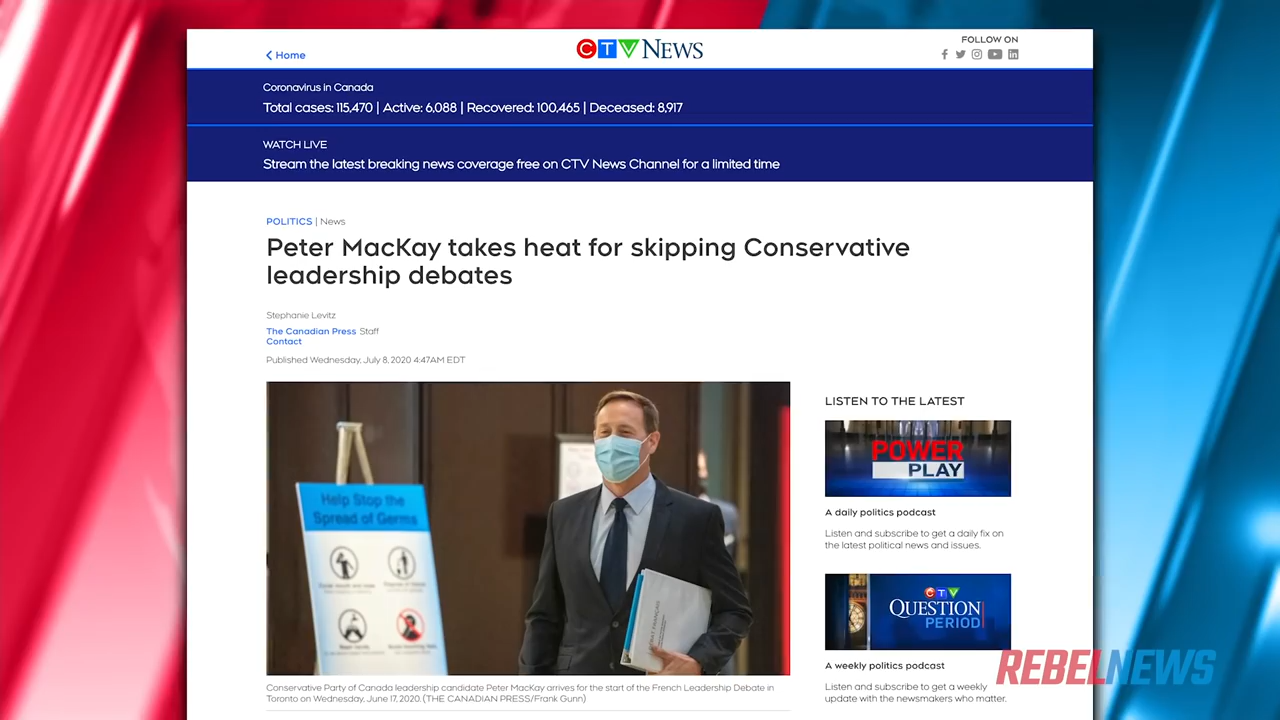 Home
CTV NEWS
FOLLOW ON
Coronavirus in Canada
Total cases: 115,470 | Active: 6,088 | Recovered: 100,465 | Deceased: 8,917
WATCH LIVE
Stream the latest breaking news coverage free on CTV News Channel for a limited time
POLITICS | News
Peter MacKay takes heat for skipping Conservative
leadership debates
Stephanie Levitz
The Canadian Press Staff
Contact
Published Wednesday, July 8, 2020 4:47AM EDT
Help Stop the
Spread of Germs
Conservative Party of Canada leadership candidate Peter MacKay arrives for the start of the French Leadership Debate in
Toronto on Wednesday, June 17, 2020. (THE CANADIAN PRESS/Frank Gunn)
LISTEN TO THE LATEST
POWER
PLAY
A daily politics podcast
Listen and subscribe to get a daily fix on
the latest political news and issues.
CTV
QUESTION
PERIOD
A weekly politics podcast
Listen and subscribe to get a weekly
update with the newsmakers who matter.
REBELNEWS